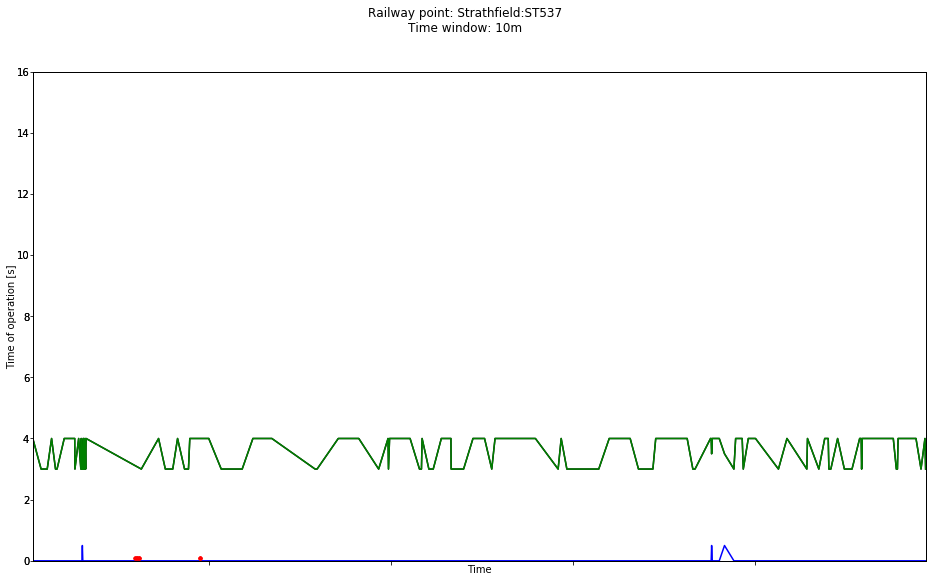 Railway point: Strathfield:ST537
Time window: 10m
16
14
12
10
8
6
4
2
0
Time of operation [s]
Time